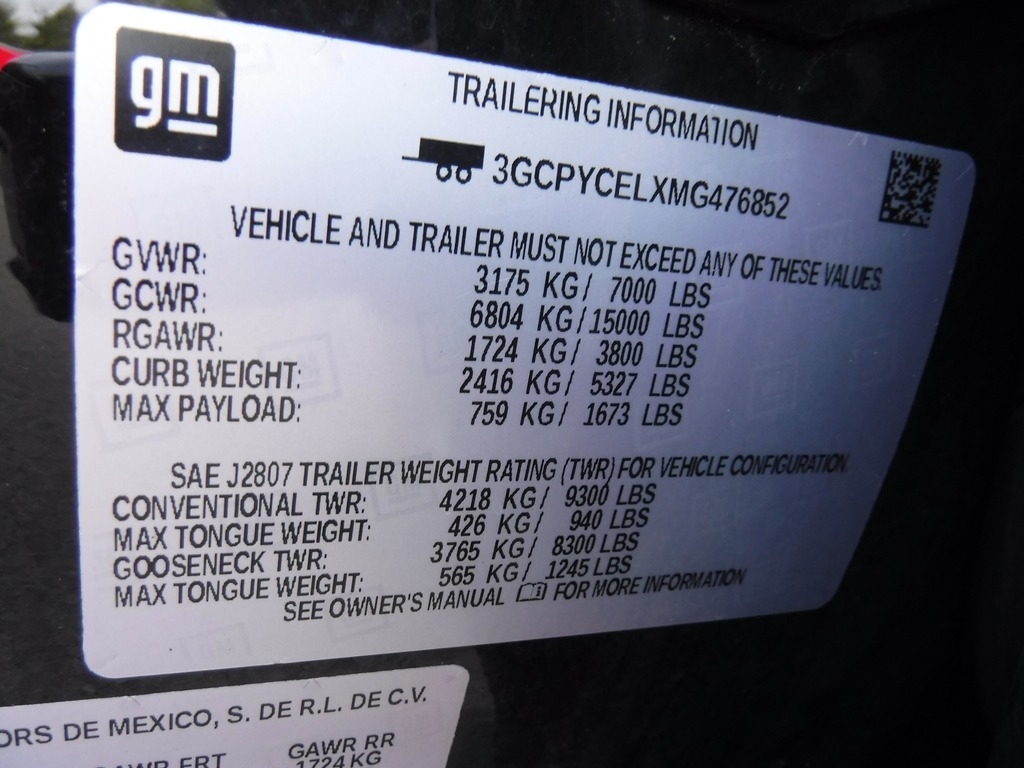 gm
TRAILERING INFORMATION
3GCPYCELXMG476852
VEHICLE AND TRAILER MUST NOT EXCEED ANY OF THESE VALUES.
GVWR: 3175 KG/ 7000 LBS
GCWR: 6804 KG/15000 LBS
RGAWR: 1724 KG/ 3800 LBS
CURB WEIGHT: 2416 KG/ 5327 LBS
MAX PAYLOAD: 759 KG/ 1673 LBS
SAE J2807 TRAILER WEIGHT RATING (TWR) FOR VEHICLE CONFIGURATION.
CONVENTIONAL TWR: 4218 KG/ 9300 LBS
MAX TONGUE WEIGHT: 426 KG/ 940 LBS
GOOSENECK TWR: 3765 KG/ 8300 LBS
MAX TONGUE WEIGHT: 565 KG/ 1245 LBS
SEE OWNER'S MANUAL FOR MORE INFORMATION
ORS DE MEXICO, S. DE R.L. DE C.V.
AWR FRT GAWR RR
1724 KG